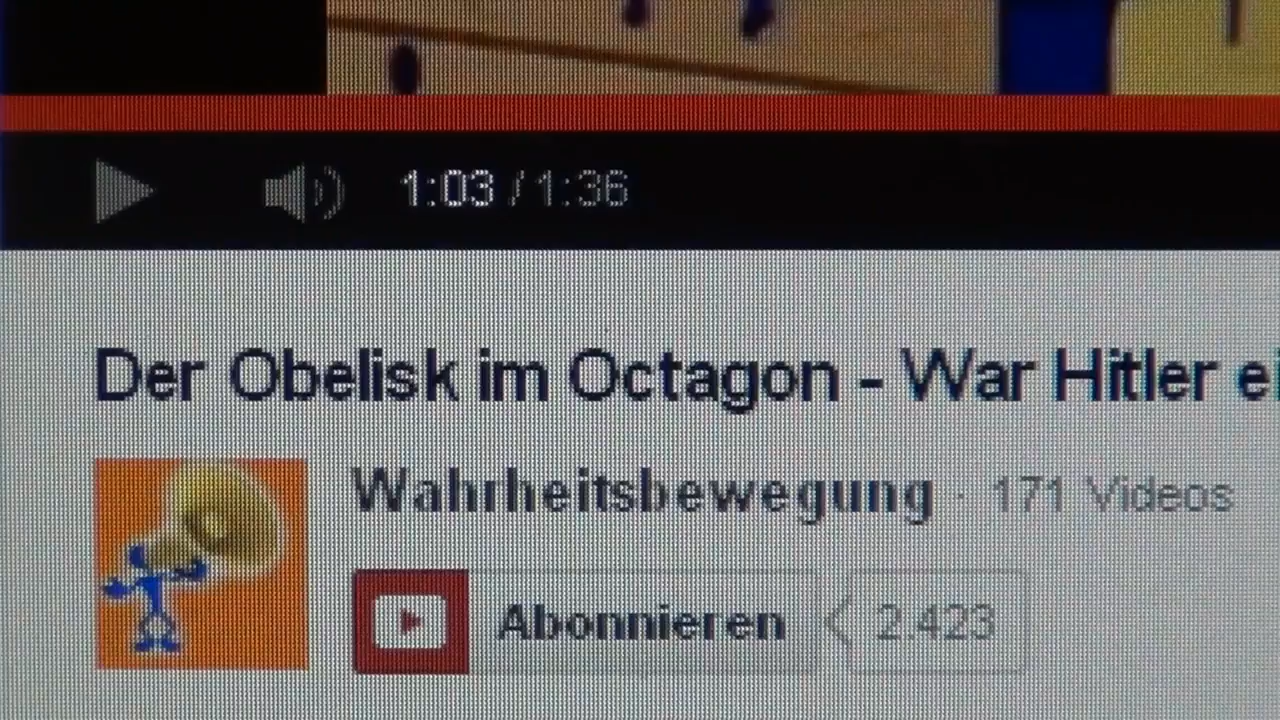 1:03 / 1:36
Der Obelisk im Octagon - War Hitler
Wahrheitsbewegung · 171 Videos
Abonnieren 2.423